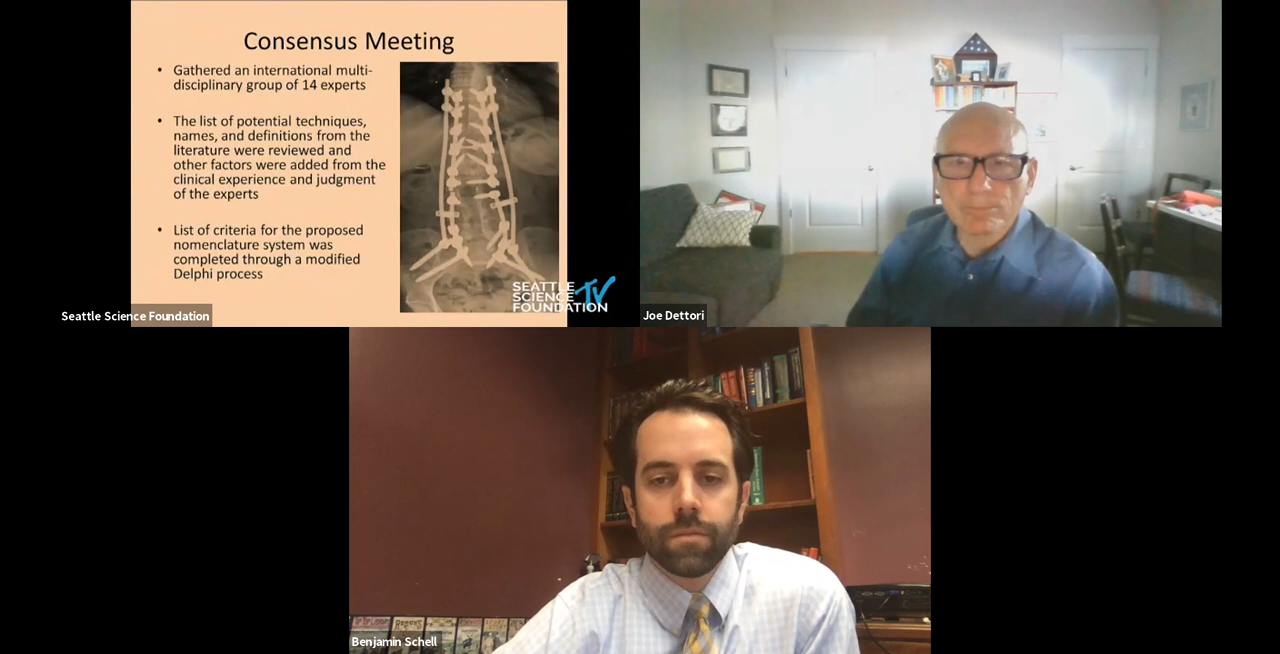 Consensus Meeting
• Gathered an international multi-
disciplinary group of 14 experts
• The list of potential techniques,
names, and definitions from the
literature were reviewed and
other factors were added from the
clinical experience and judgment
of the experts
• List of criteria for the proposed
nomenclature system was
completed through a modified
Delphi process
SEATTLE
SCIENCE TV
FOUNDATION
Seattle Science Foundation
Joe Dettori
Benjamin Schell